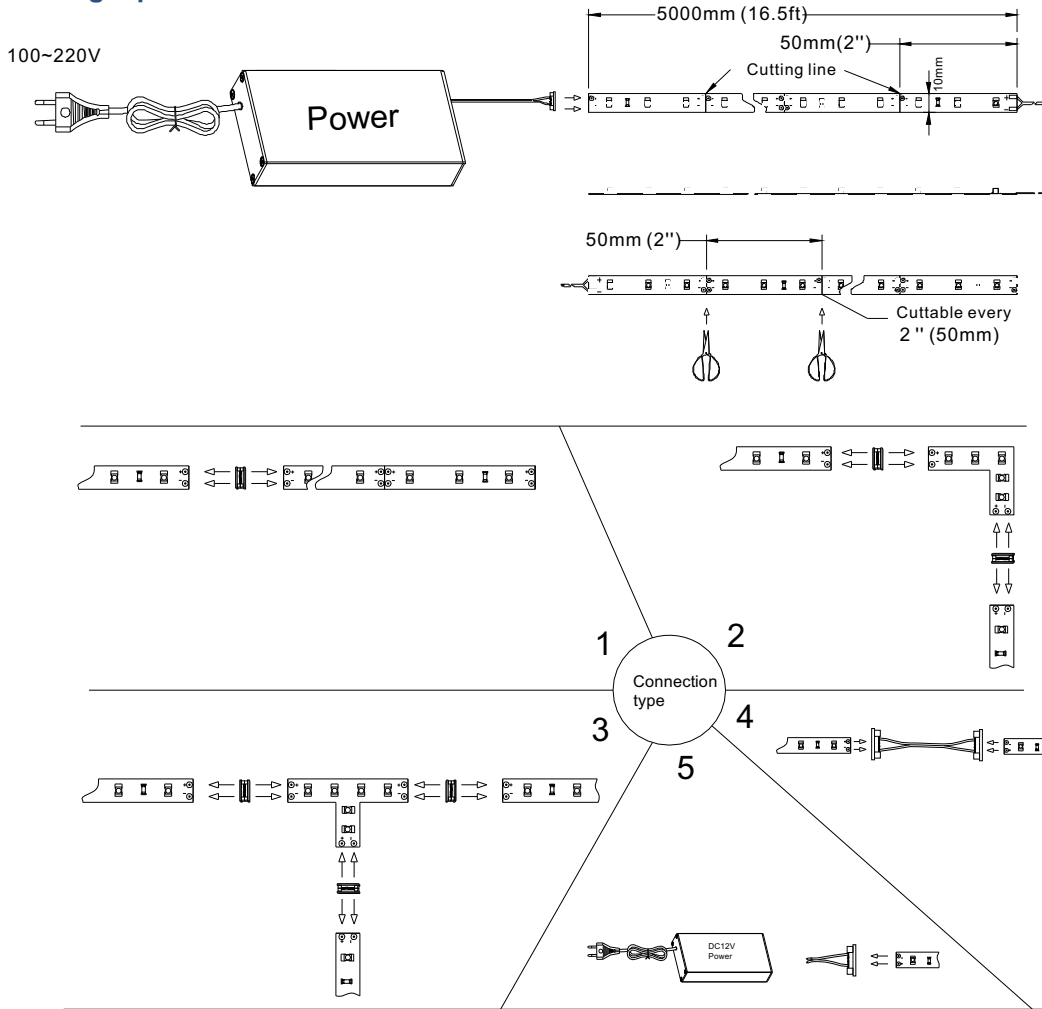 100~220V
Power
5000mm (16.5ft)
50mm(2'')
Cutting line
10mm
50mm (2'')
Cuttable every
2 '' (50mm)
1
2
Connection
type
3
4
5
DC12V
Power